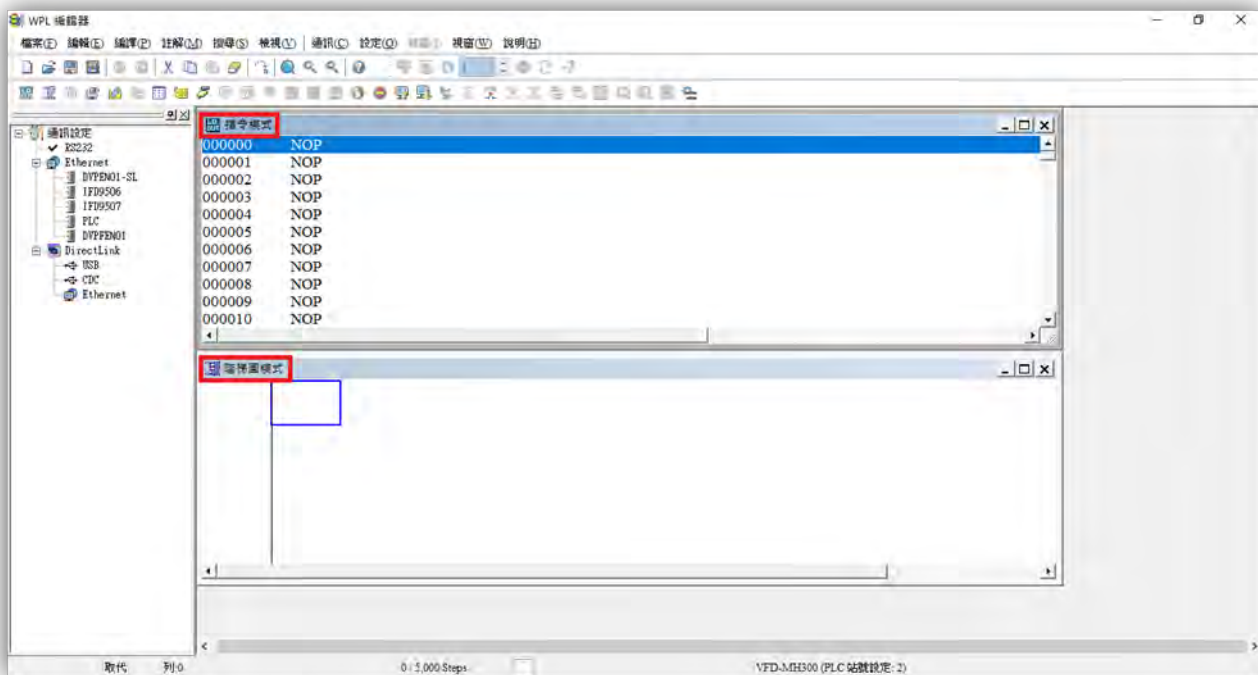 WPL 編輯器
檔案(F) 編輯(E) 編譯(P) 註解(M) 搜尋(S) 檢視(V) 通訊(C) 設定(O) 視窗(W) 說明(H)
通訊設定
RS232
Ethernet
DVPEN01-SL
IFD9506
IFD9507
PLC
DVPFEN01
DirectLink
USB
CDC
Ethernet
指令模式
000000 NOP
000001 NOP
000002 NOP
000003 NOP
000004 NOP
000005 NOP
000006 NOP
000007 NOP
000008 NOP
000009 NOP
000010 NOP
階梯圖模式
取代 列:0 0 / 5,000 Steps VFD-MH300 (PLC 站號設定: 2)